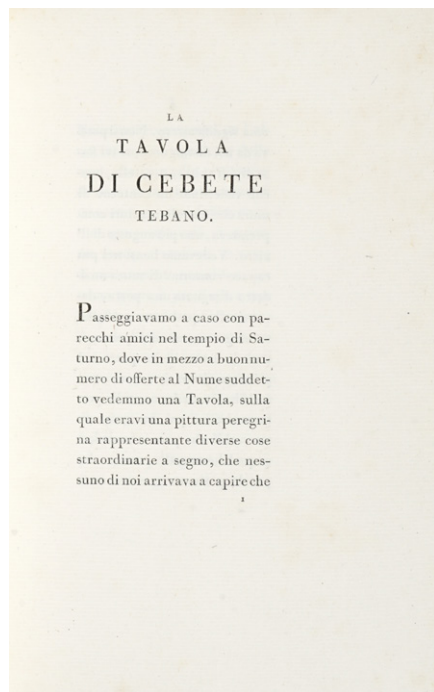 LA
TAVOLA
DI CEBETE
TEBANO.
Passeggiavamo a caso con pa-
recchi amici nel tempio di Sa-
turno, dove in mezzo a buon nu-
mero di offerte al Nume suddet-
to vedemmo una Tavola, sulla
quale eravi una pittura peregri-
na rappresentante diverse cose
straordinarie a segno, che nes-
suno di noi arrivava a capire che
1